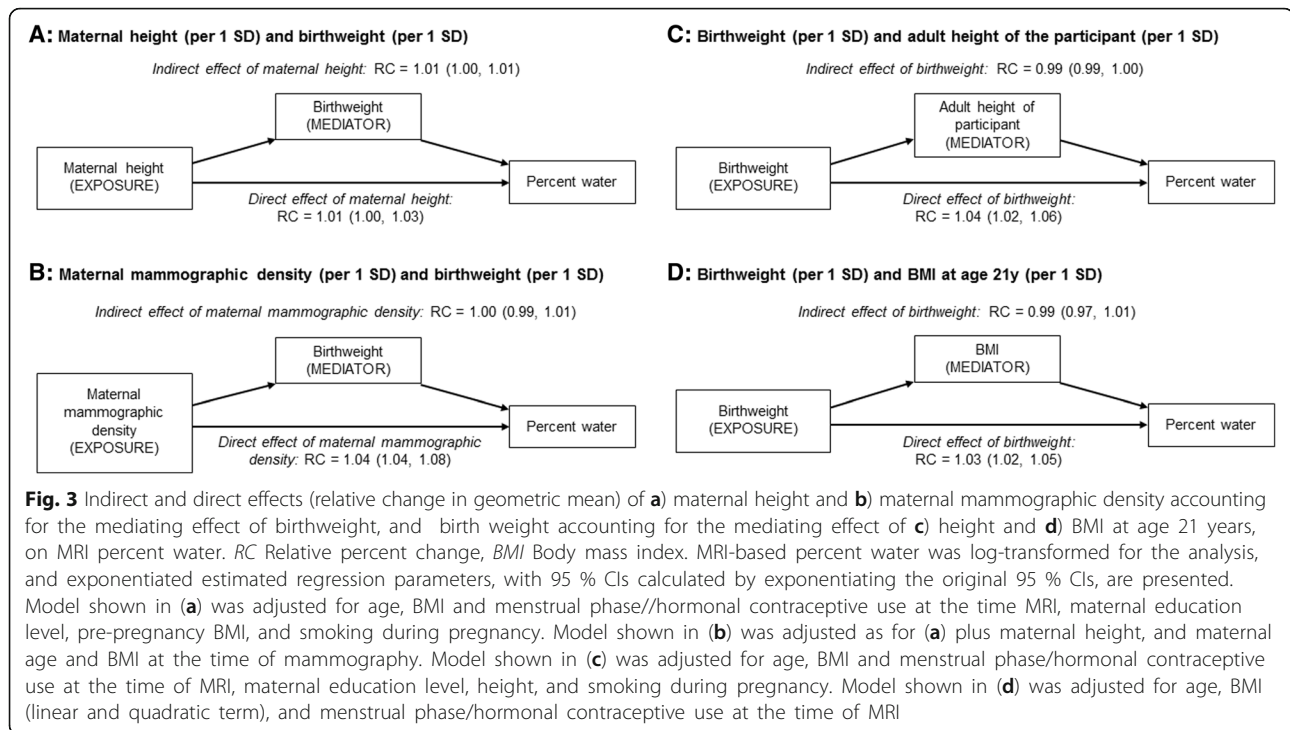 A: Maternal height (per 1 SD) and birthweight (per 1 SD)
Indirect effect of maternal height: RC = 1.01 (1.00, 1.01)
Birthweight
(MEDIATOR)
Maternal height
(EXPOSURE)
Percent water
Direct effect of maternal height:
RC = 1.01 (1.00, 1.03)
B: Maternal mammographic density (per 1 SD) and birthweight (per 1 SD)
Indirect effect of maternal mammographic density: RC = 1.00 (0.99, 1.01)
Birthweight
(MEDIATOR)
Maternal
mammographic
density
(EXPOSURE)
Percent water
Direct effect of maternal mammographic
density: RC = 1.04 (1.04, 1.08)
C: Birthweight (per 1 SD) and adult height of the participant (per 1 SD)
Indirect effect of birthweight: RC = 0.99 (0.99, 1.00)
Adult height of
participant
(MEDIATOR)
Birthweight
(EXPOSURE)
Percent water
Direct effect of birthweight:
RC = 1.04 (1.02, 1.06)
D: Birthweight (per 1 SD) and BMI at age 21y (per 1 SD)
Indirect effect of birthweight: RC = 0.99 (0.97, 1.01)
BMI
(MEDIATOR)
Birthweight
(EXPOSURE)
Percent water
Direct effect of birthweight:
RC = 1.03 (1.02, 1.05)
Fig. 3 Indirect and direct effects (relative change in geometric mean) of a) maternal height and b) maternal mammographic density accounting
for the mediating effect of birthweight, and birth weight accounting for the mediating effect of c) height and d) BMI at age 21 years,
on MRI percent water. RC Relative percent change, BMI Body mass index. MRI-based percent water was log-transformed for the analysis,
and exponentiated estimated regression parameters, with 95 % CIs calculated by exponentiating the original 95 % CIs, are presented.
Model shown in (a) was adjusted for age, BMI and menstrual phase//hormonal contraceptive use at the time MRI, maternal education
level, pre-pregnancy BMI, and smoking during pregnancy. Model shown in (b) was adjusted as for (a) plus maternal height, and maternal
age and BMI at the time of mammography. Model shown in (c) was adjusted for age, BMI and menstrual phase/hormonal contraceptive
use at the time of MRI, maternal education level, height, and smoking during pregnancy. Model shown in (d) was adjusted for age, BMI
(linear and quadratic term), and menstrual phase/hormonal contraceptive use at the time of MRI